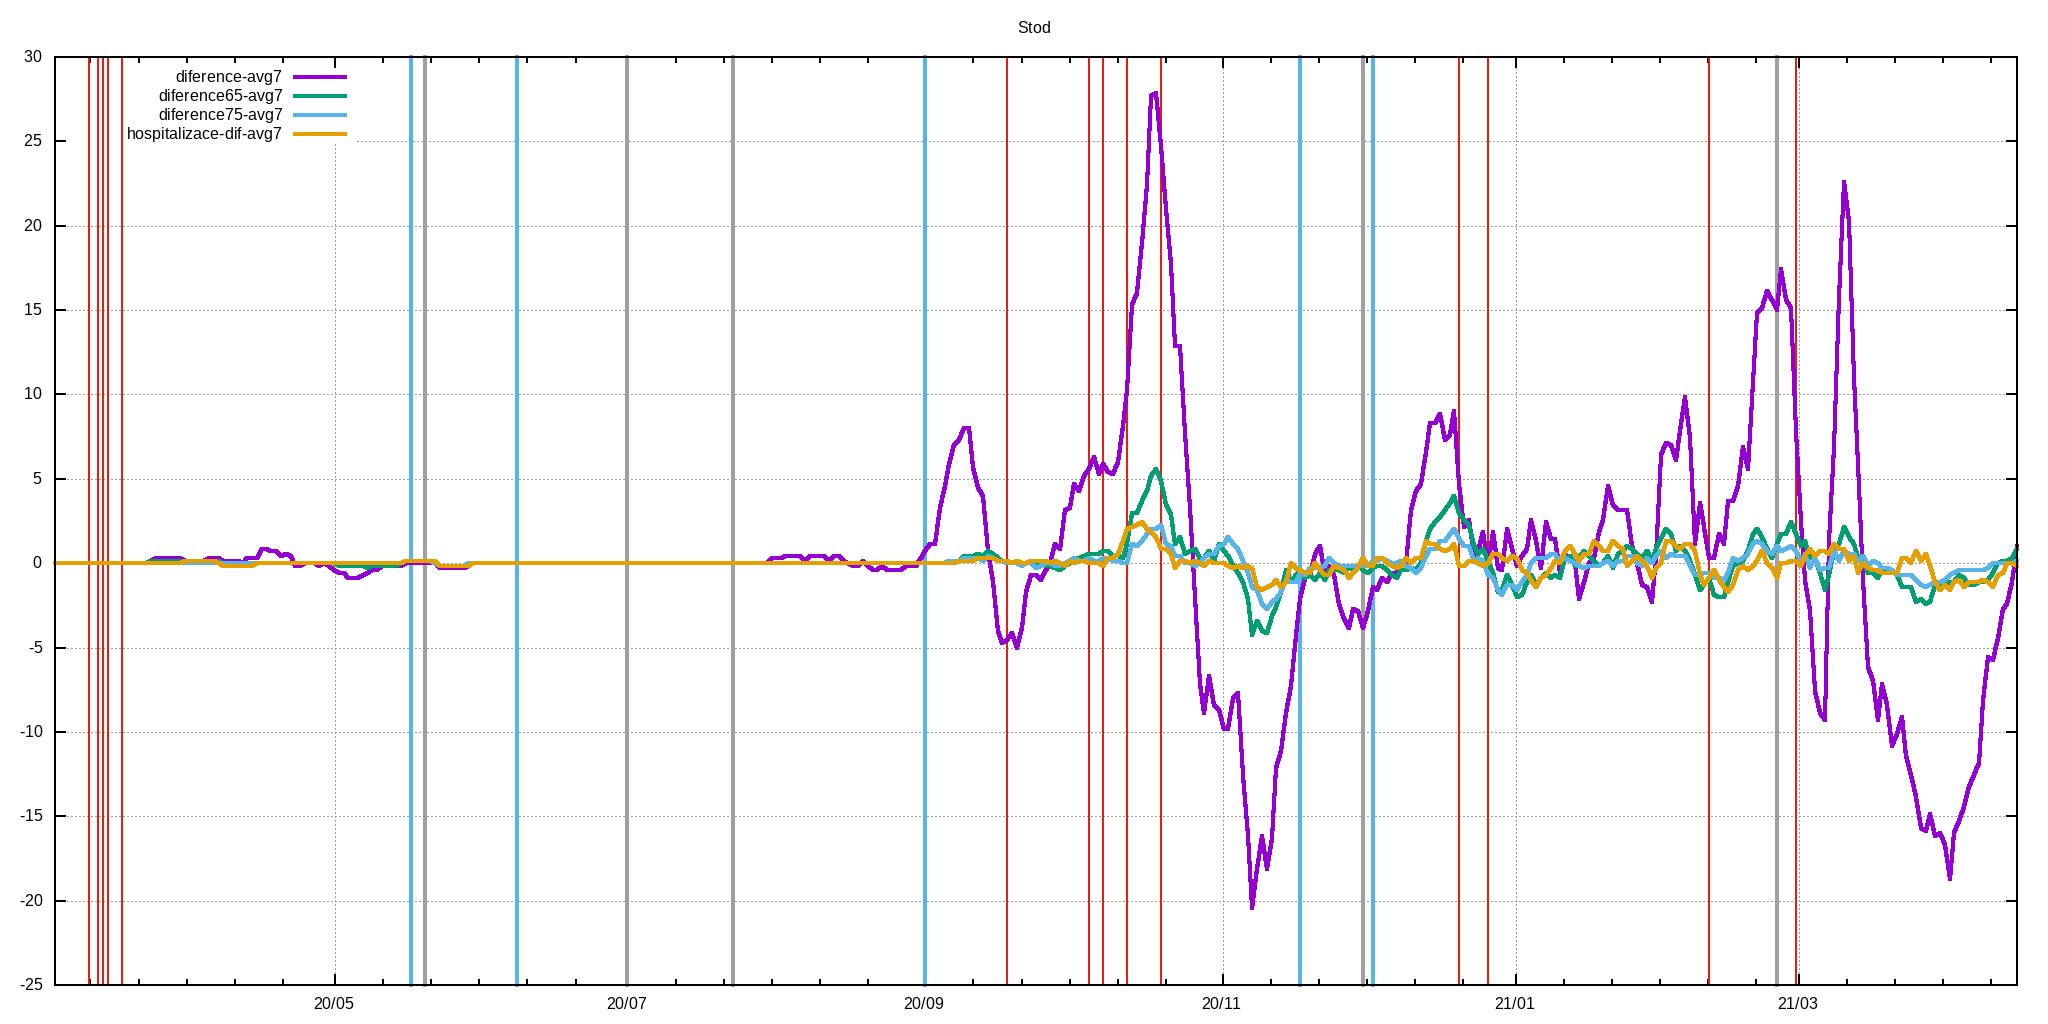 Stod
diference-avg7
diference65-avg7
diference75-avg7
hospitalizace-dif-avg7
30
25
20
15
10
5
0
-5
-10
-15
-20
-25
20/05 20/07 20/09 20/11 21/01 21/03